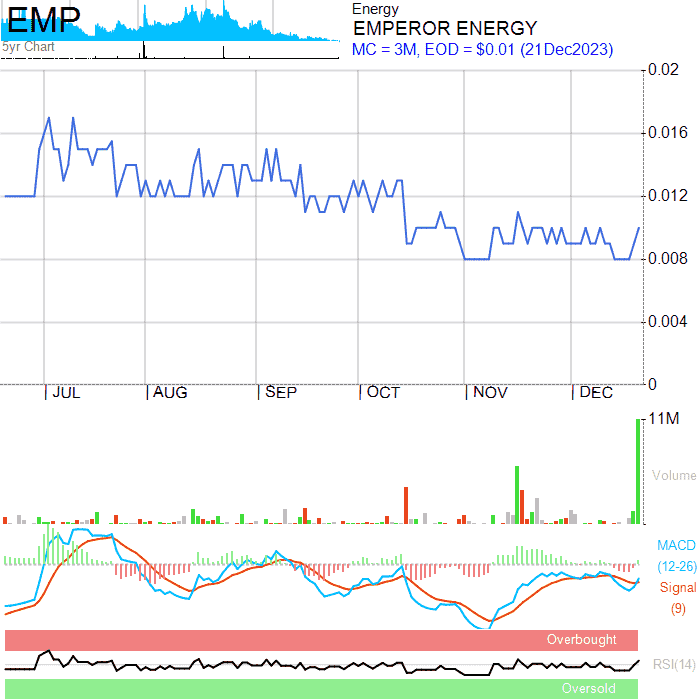 EMP
5yr Chart
Energy
EMPEROR ENERGY
MC = 3M, EOD = $0.01 (21Dec2023)
0.02
0.016
0.012
0.008
0.004
0
JUL AUG SEP OCT NOV DEC
11M
Volume
MACD
(12-26)
Signal
(9)
Overbought
RSI(14)
Oversold